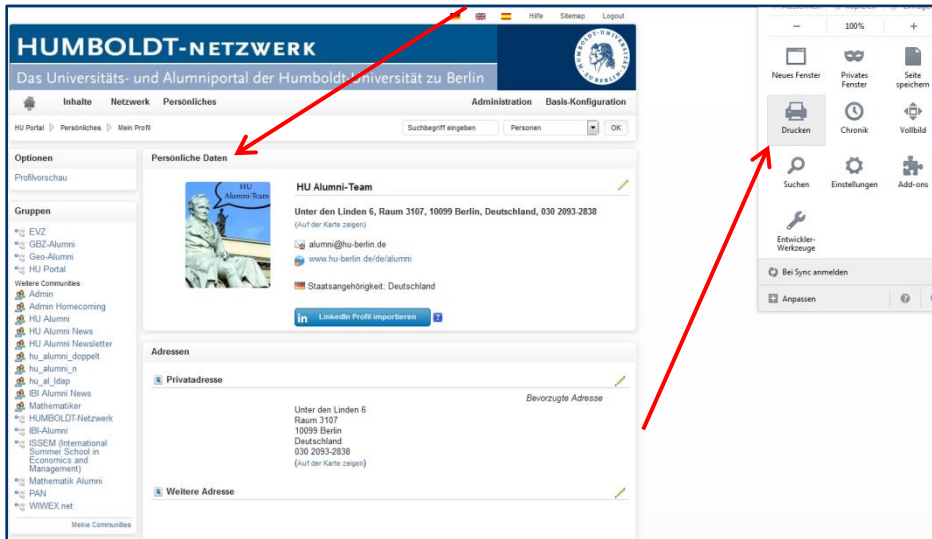 Hilfe Sitemap Logout
HUMBOLDT-NETZWERK
Das Universitäts- und Alumniportal der Humboldt-Universität zu Berlin
Inhalte Netzwerk Persönliches Administration Basis-Konfiguration
HU Portal Persönliches Mein Profil Suchbegriff eingeben Personen OK
Optionen
Profilvorschau
Gruppen
EVZ
GBZ-Alumni
Geo-Alumni
HU Portal
Weitere Communities
Admin
Admin Homecoming
HU Alumni
HU Alumni News
HU Alumni Newsletter
hu_alumni_doppelt
hu_alumni_n
hu_al_ldap
IBI Alumni News
Mathematiker
HUMBOLDT-Netzwerk
IBI-Alumni
ISSEM (International
Summer School in
Economics and
Management)
Mathematik Alumni
PAN
WIWEX.net
Meine Communities
Persönliche Daten
HU
Alumni-Team
HU Alumni-Team
Unter den Linden 6, Raum 3107, 10099 Berlin, Deutschland, 030 2093-2838
(Auf der Karte zeigen)
alumni@hu-berlin.de
www.hu-berlin.de/de/alumni
Staatsangehörigkeit: Deutschland
in LinkedIn Profil importieren ?
Adressen
Privatadresse
Bevorzugte Adresse
Unter den Linden 6
Raum 3107
10099 Berlin
Deutschland
030 2093-2838
(Auf der Karte zeigen)
Weitere Adresse
− 100% +
Neues Fenster Privates Fenster Seite speichern
Drucken Chronik Vollbild
Suchen Einstellungen Add-ons
Entwickler-
Werkzeuge
Bei Sync anmelden
Anpassen ?